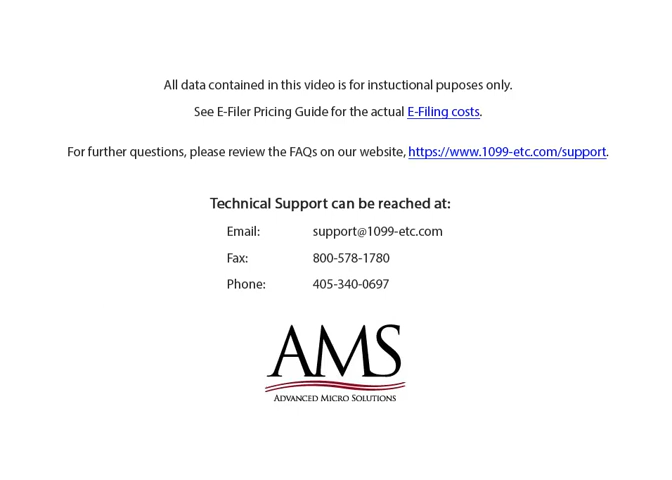 All data contained in this video is for instuctional puposes only.
See E-Filer Pricing Guide for the actual E-Filing costs.
For further questions, please review the FAQs on our website, https://www.1099-etc.com/support.
Technical Support can be reached at:
Email: support@1099-etc.com
Fax: 800-578-1780
Phone: 405-340-0697
AMS
ADVANCED MICRO SOLUTIONS